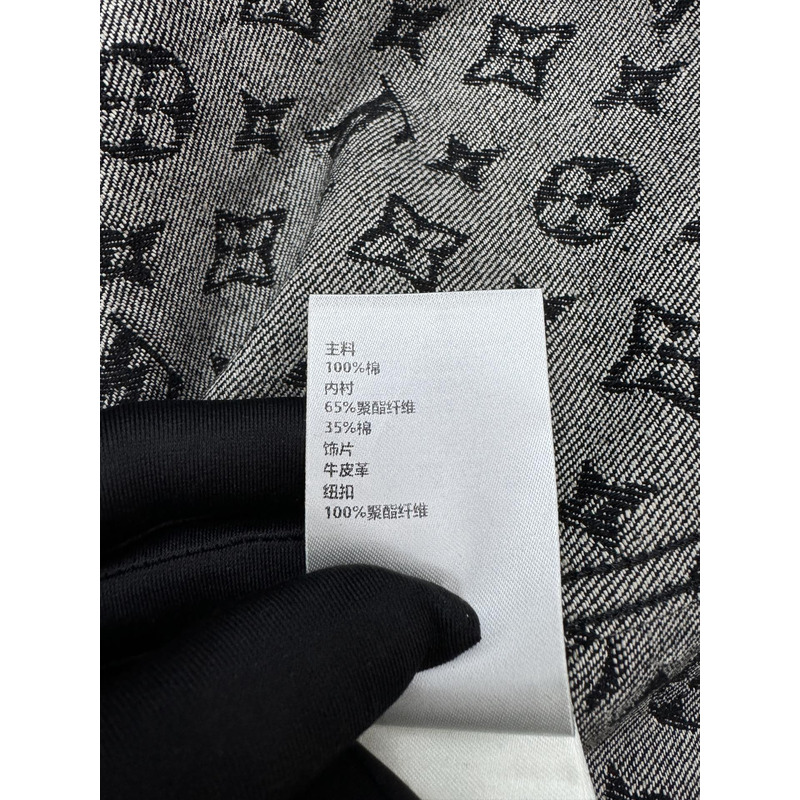 主料
100%棉
内衬
65%聚酯纤维
35%棉
饰片
牛皮革
纽扣
100%聚酯纤维